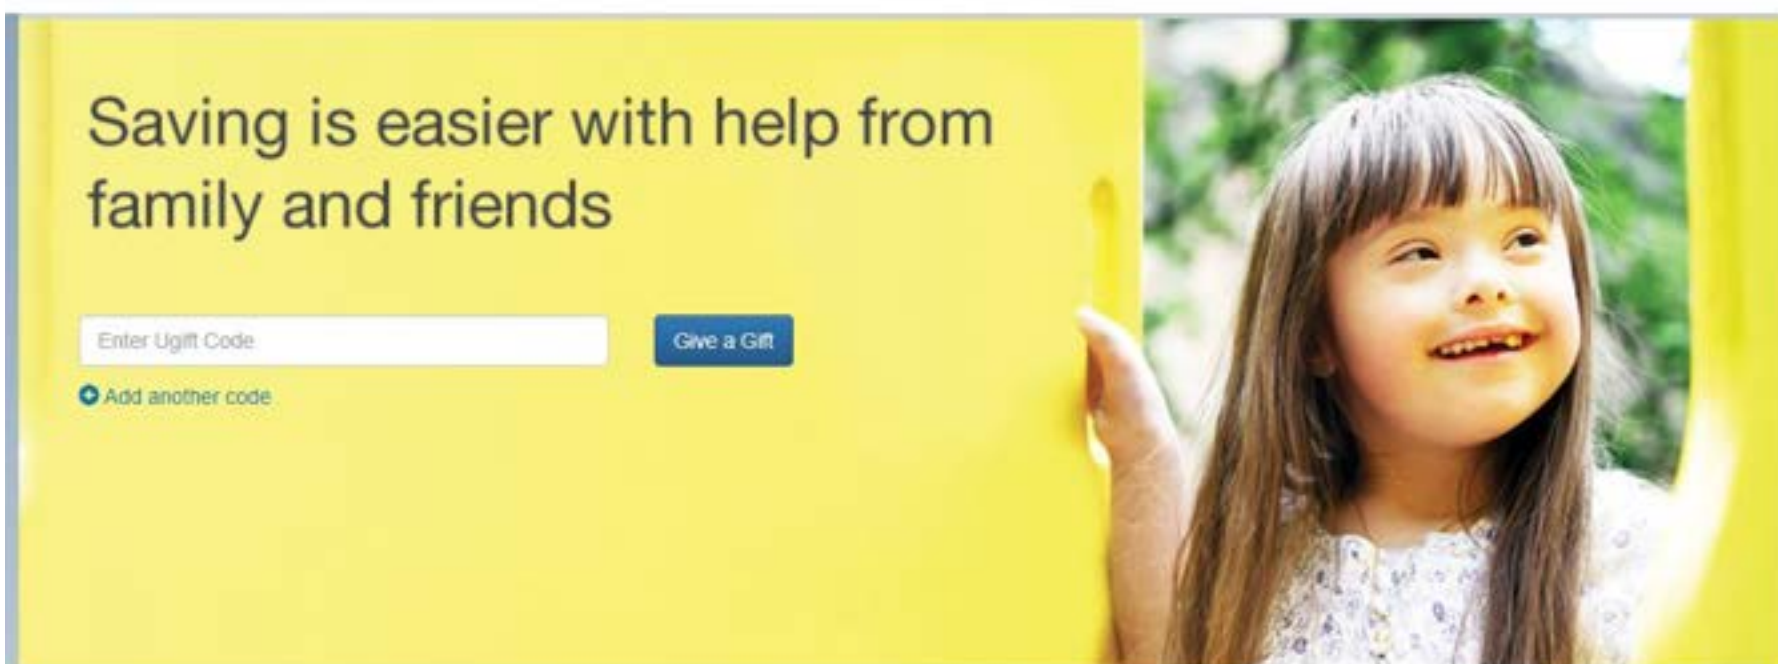 Saving is easier with help from
family and friends
Enter Ugift Code
Give a Gift
Add another code